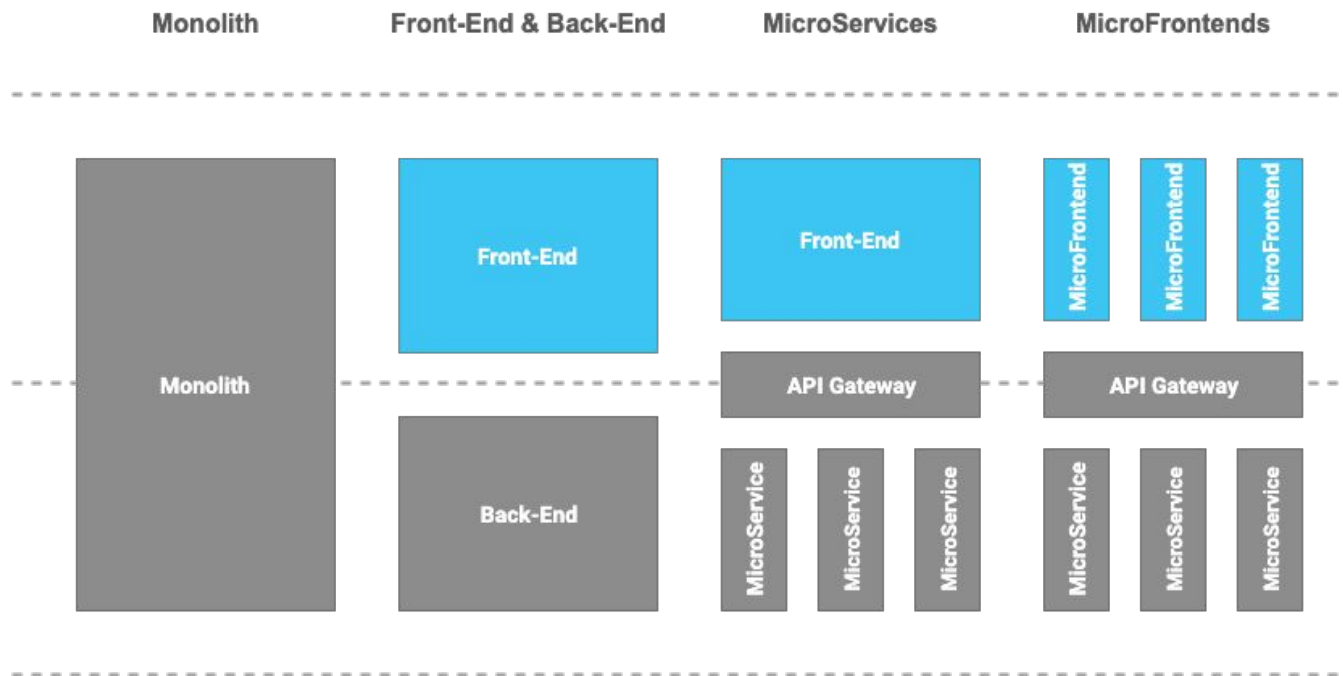 Monolith
Front-End & Back-End
MicroServices
MicroFrontends
Monolith
Front-End
Back-End
Front-End
API Gateway
MicroService
MicroService
MicroService
MicroFrontend
MicroFrontend
MicroFrontend
API Gateway
MicroService
MicroService
MicroService